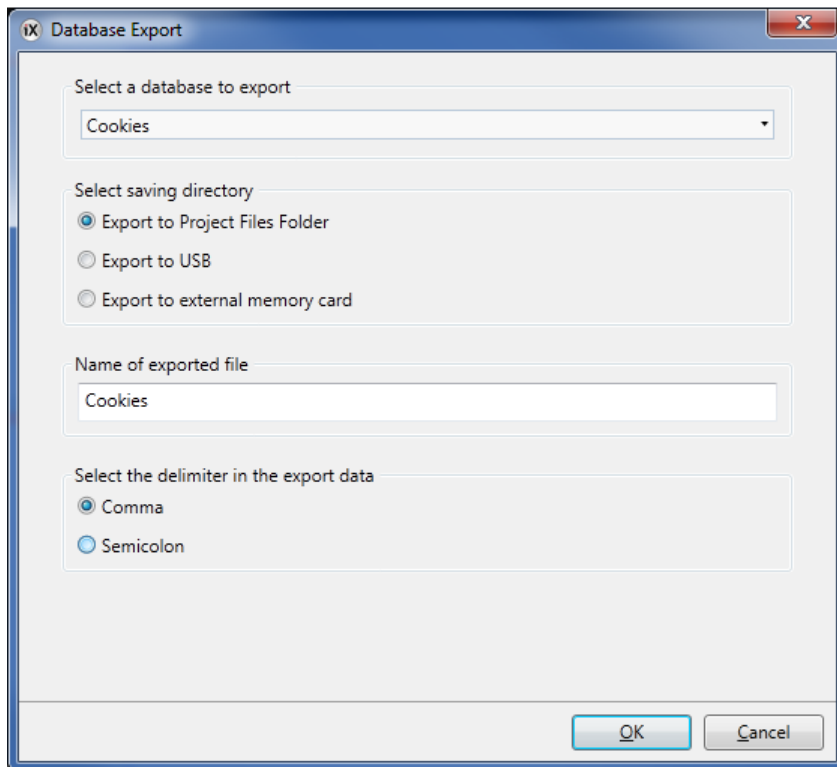 iX Database Export
Select a database to export
Cookies
Select saving directory
Export to Project Files Folder
Export to USB
Export to external memory card
Name of exported file
Cookies
Select the delimiter in the export data
Comma
Semicolon
OK Cancel